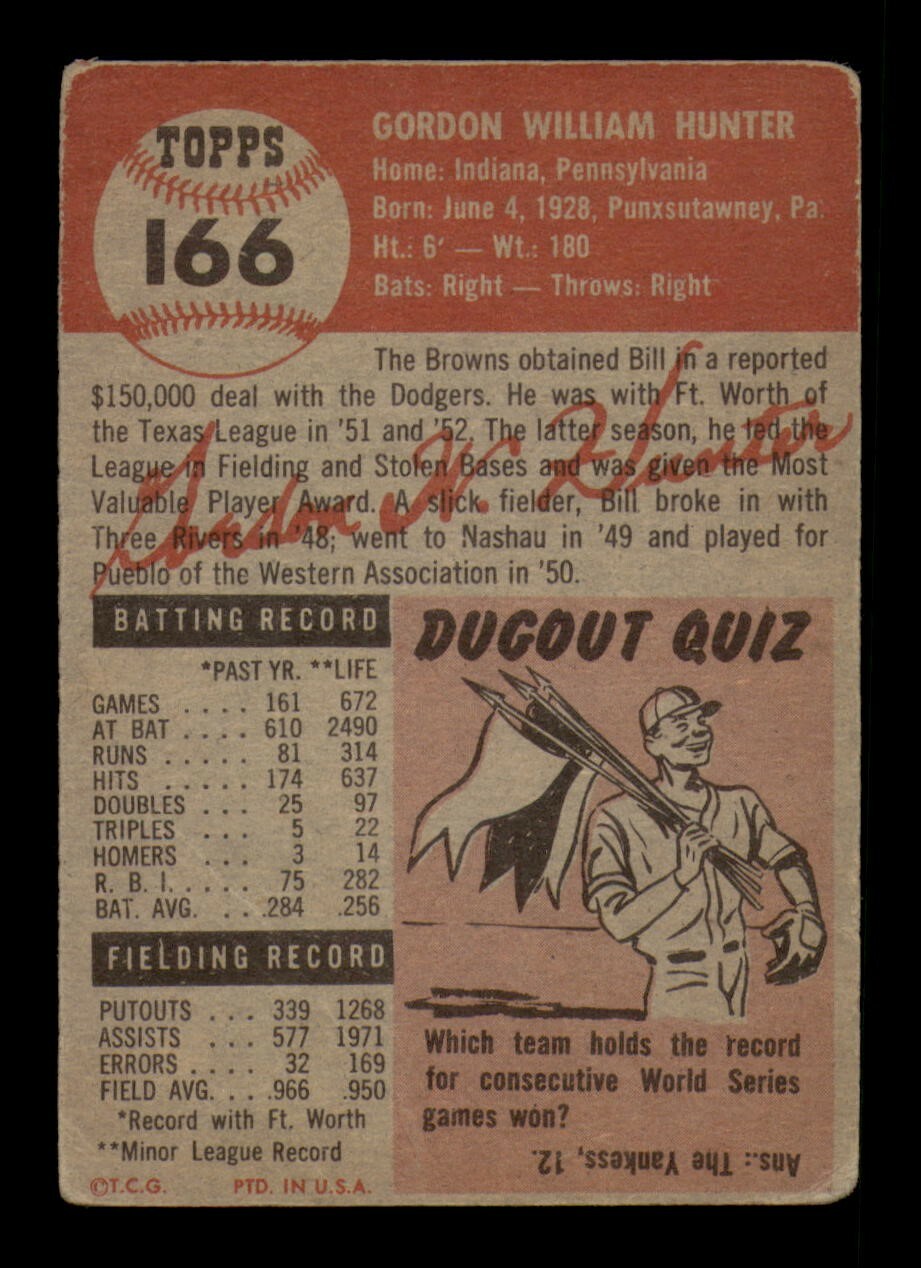 TOPPS
166
GORDON WILLIAM HUNTER
Home: Indiana, Pennsylvania
Born: June 4, 1928, Punxsutawney, Pa.
Ht.: 6' — Wt.: 180
Bats: Right — Throws: Right
The Browns obtained Bill in a reported
$150,000 deal with the Dodgers. He was with Ft. Worth of
the Texas League in '51 and '52. The latter season, he led the
League in Fielding and Stolen Bases and was given the Most
Valuable Player Award. A slick fielder, Bill broke in with
Three Rivers in '48; went to Nashau in '49 and played for
Pueblo of the Western Association in '50.
Gordon W. Hunter
BATTING RECORD
*PAST YR. **LIFE
GAMES .... 161 672
AT BAT .... 610 2490
RUNS ..... 81 314
HITS ..... 174 637
DOUBLES ... 25 97
TRIPLES ... 5 22
HOMERS ... 3 14
R. B. I. .... 75 282
BAT. AVG. ...284 .256
FIELDING RECORD
PUTOUTS ... 339 1268
ASSISTS ... 577 1971
ERRORS .... 32 169
FIELD AVG. ...966 .950
*Record with Ft. Worth
**Minor League Record
©T.C.G. PTD. IN U.S.A.
DUGOUT QUIZ
Which team holds the record
for consecutive World Series
games won?
Ans.: The Yankess, 12.